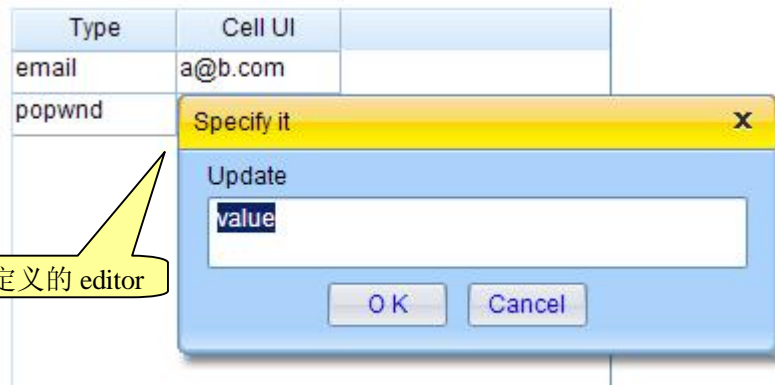 Type Cell UI
email a@b.com
popwnd
Specify it x
Update
value
定义的 editor
O K Cancel